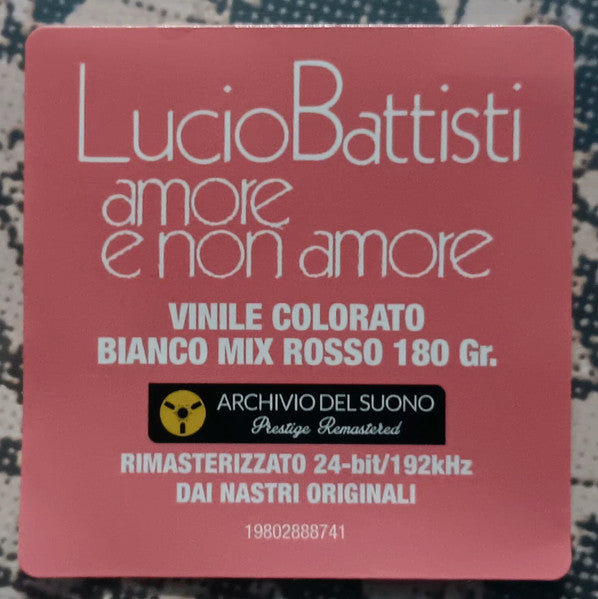 LucioBattisti
amore
e non amore
VINILE COLORATO
BIANCO MIX ROSSO 180 Gr.
ARCHIVIO DEL SUONO
Prestige Remastered
RIMASTERIZZATO 24-bit/192kHz
DAI NASTRI ORIGINALI
19802888741